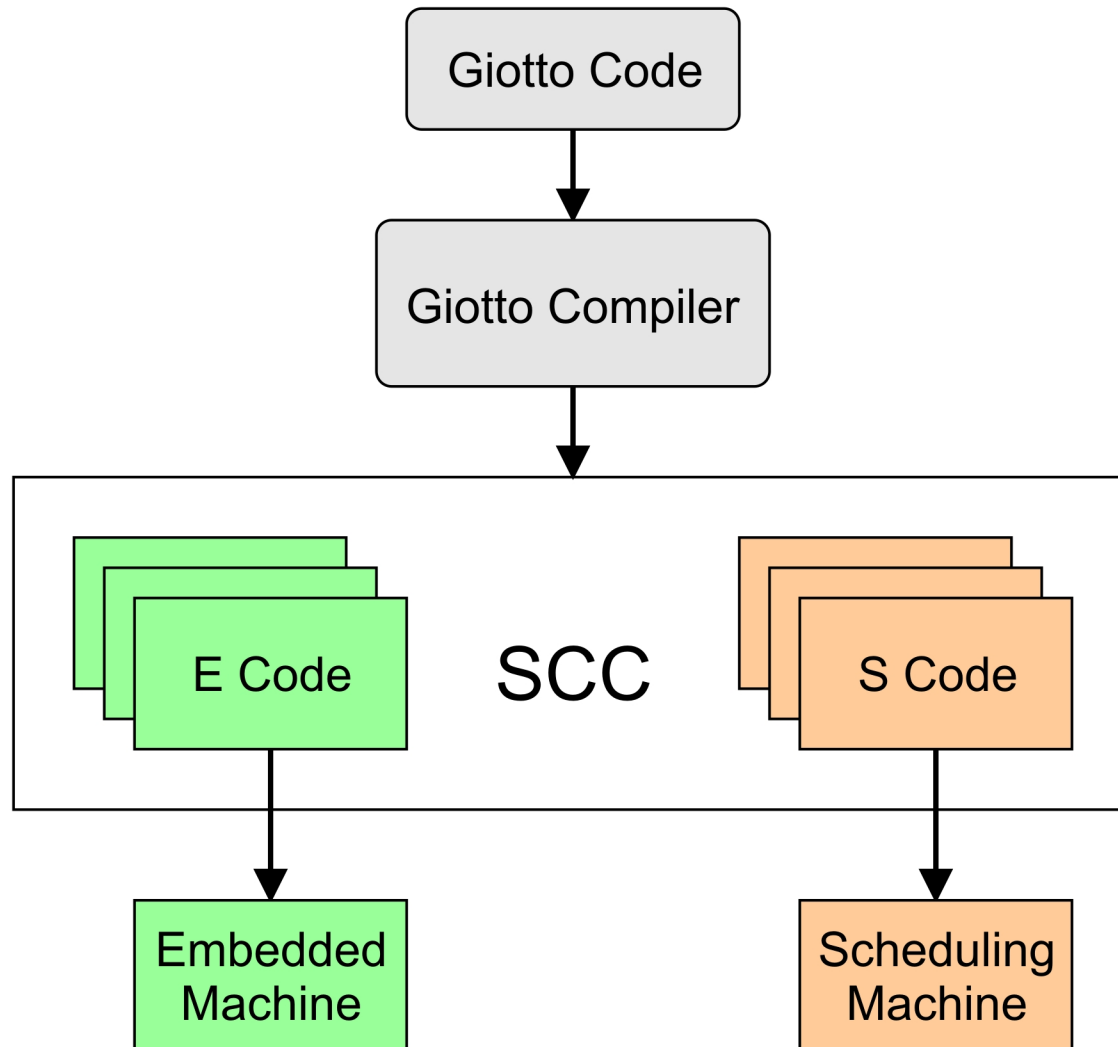 Giotto Code
Giotto Compiler
E Code
SCC
S Code
Embedded
Machine
Scheduling
Machine